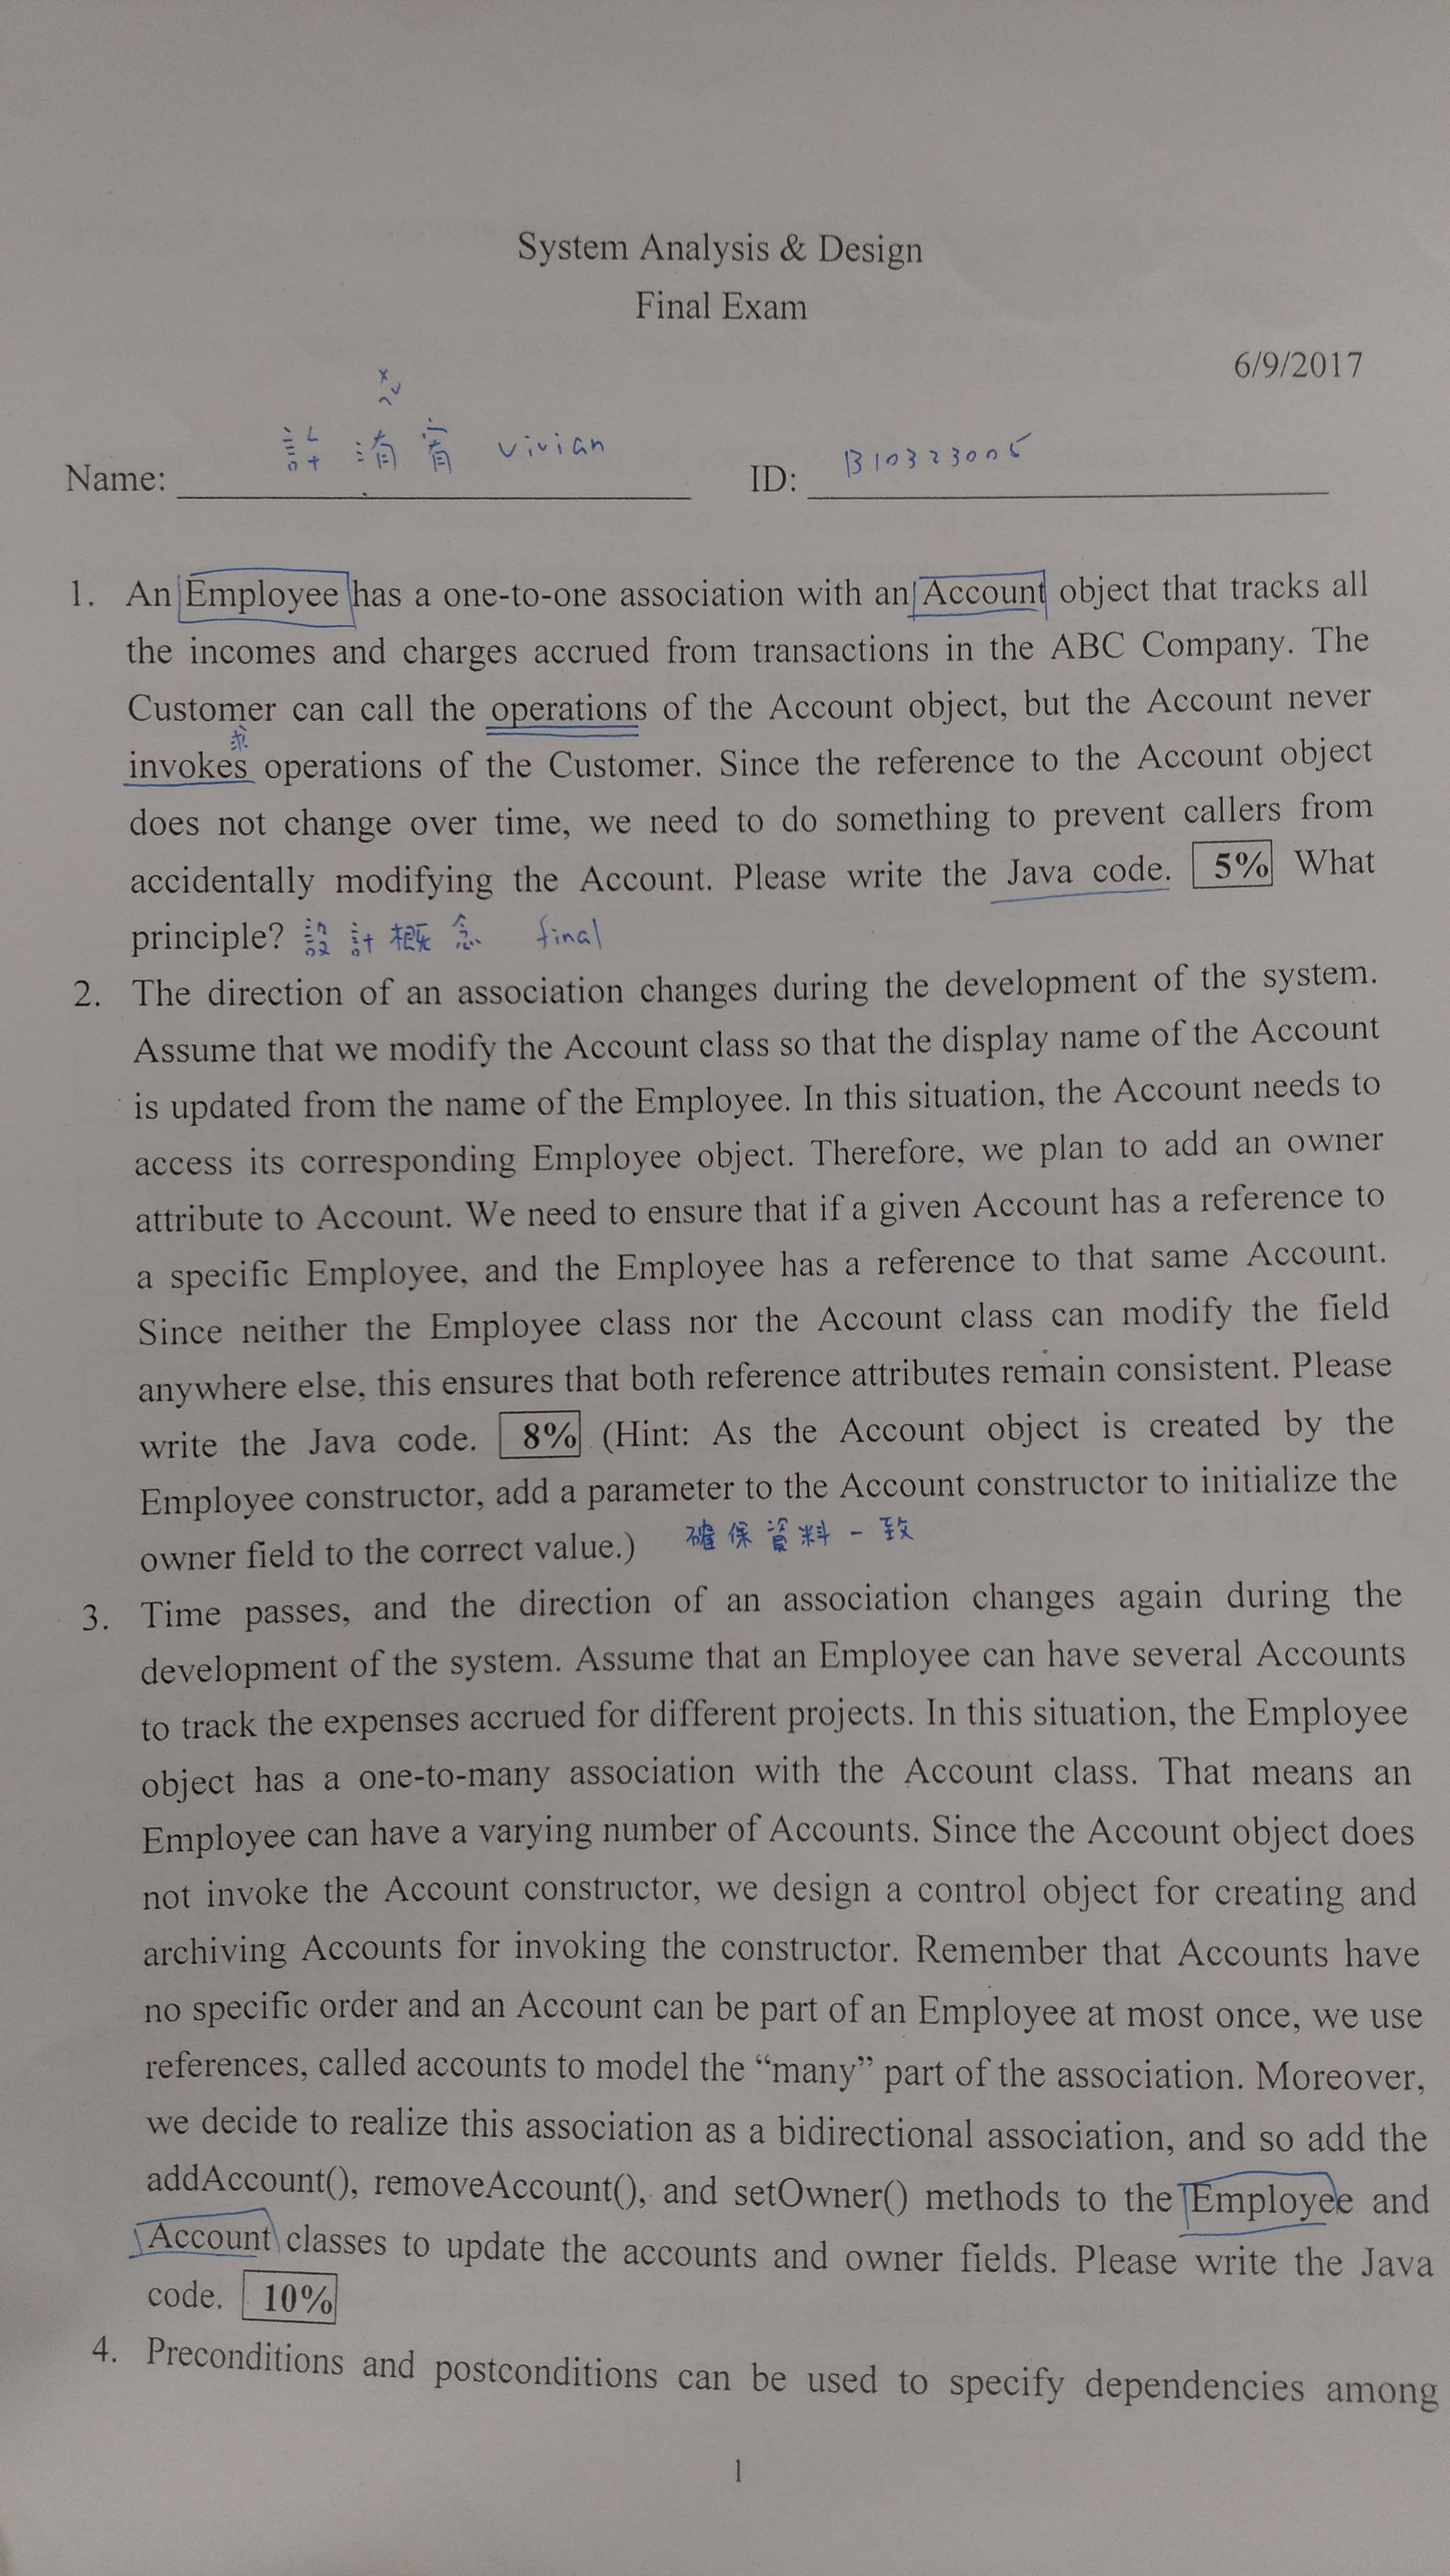 System Analysis & Design
Final Exam
6/9/2017
Name: 許 淯 vivian ID: B10323005
1. An Employee has a one-to-one association with an Account object that tracks all
the incomes and charges accrued from transactions in the ABC Company. The
Customer can call the operations of the Account object, but the Account never
invokes operations of the Customer. Since the reference to the Account object
does not change over time, we need to do something to prevent callers from
accidentally modifying the Account. Please write the Java code. 5% What
principle? 設計概念 final
2. The direction of an association changes during the development of the system.
Assume that we modify the Account class so that the display name of the Account
is updated from the name of the Employee. In this situation, the Account needs to
access its corresponding Employee object. Therefore, we plan to add an owner
attribute to Account. We need to ensure that if a given Account has a reference to
a specific Employee, and the Employee has a reference to that same Account.
Since neither the Employee class nor the Account class can modify the field
anywhere else, this ensures that both reference attributes remain consistent. Please
write the Java code. 8% (Hint: As the Account object is created by the
Employee constructor, add a parameter to the Account constructor to initialize the
owner field to the correct value.) 確保資料一致
3. Time passes, and the direction of an association changes again during the
development of the system. Assume that an Employee can have several Accounts
to track the expenses accrued for different projects. In this situation, the Employee
object has a one-to-many association with the Account class. That means an
Employee can have a varying number of Accounts. Since the Account object does
not invoke the Account constructor, we design a control object for creating and
archiving Accounts for invoking the constructor. Remember that Accounts have
no specific order and an Account can be part of an Employee at most once, we use
references, called accounts to model the “many” part of the association. Moreover,
we decide to realize this association as a bidirectional association, and so add the
addAccount(), removeAccount(), and setOwner() methods to the Employee and
Account classes to update the accounts and owner fields. Please write the Java
code. 10%
4. Preconditions and postconditions can be used to specify dependencies among
1